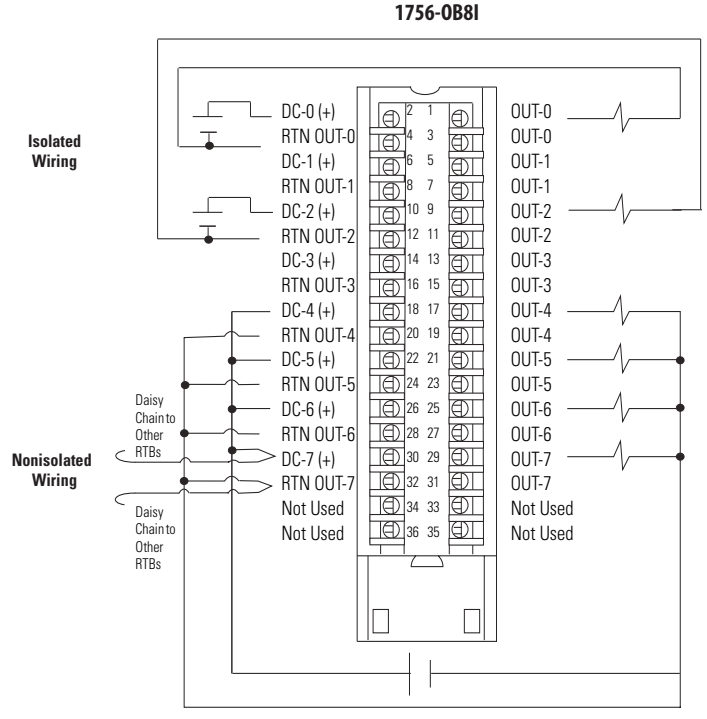 1756-OB8I
Isolated
Wiring
DC-0 (+) 2 1 OUT-0
RTN OUT-0 4 3 OUT-0
DC-1 (+) 6 5 OUT-1
RTN OUT-1 8 7 OUT-1
DC-2 (+) 10 9 OUT-2
RTN OUT-2 12 11 OUT-2
DC-3 (+) 14 13 OUT-3
RTN OUT-3 16 15 OUT-3
DC-4 (+) 18 17 OUT-4
RTN OUT-4 20 19 OUT-4
DC-5 (+) 22 21 OUT-5
RTN OUT-5 24 23 OUT-5
DC-6 (+) 26 25 OUT-6
RTN OUT-6 28 27 OUT-6
DC-7 (+) 30 29 OUT-7
RTN OUT-7 32 31 OUT-7
Not Used 34 33 Not Used
Not Used 36 35 Not Used
Nonisolated
Wiring
Daisy
Chain to
Other
RTBs
Daisy
Chain to
Other
RTBs